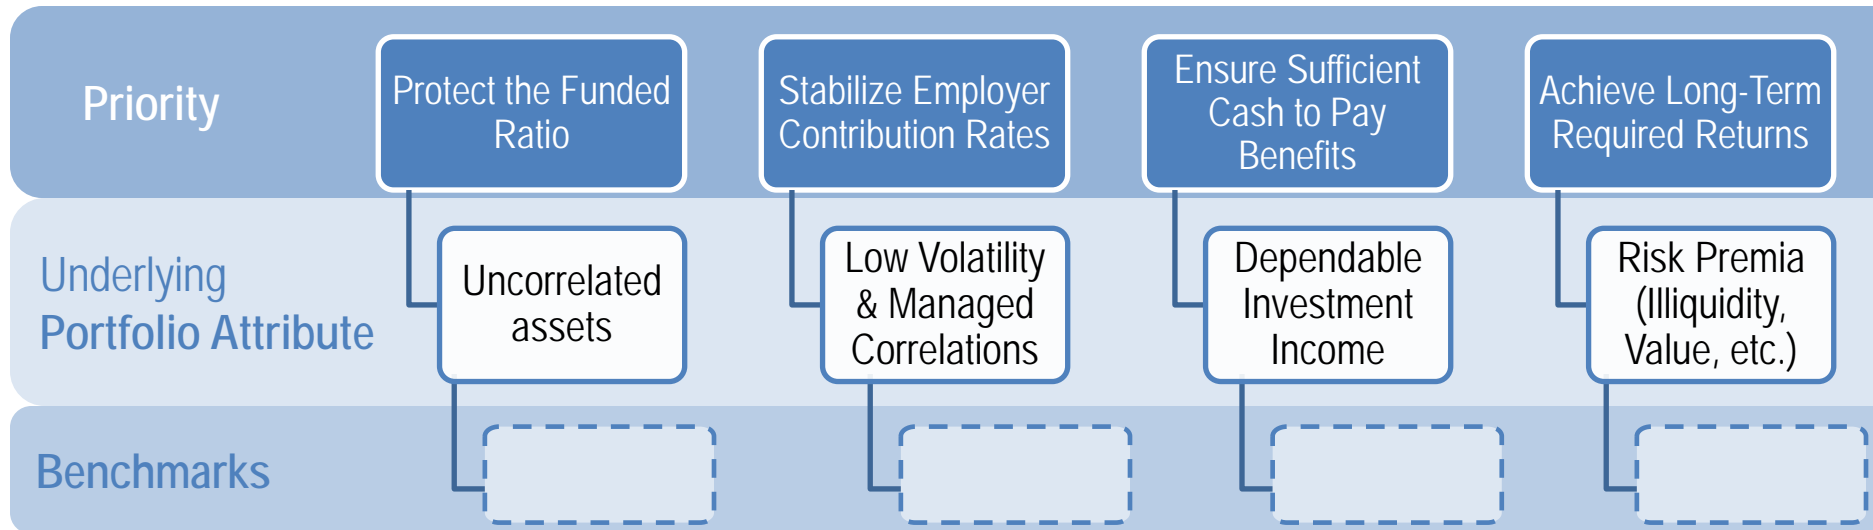 Priority
Protect the Funded
Ratio
Stabilize Employer
Contribution Rates
Ensure Sufficient
Cash to Pay
Benefits
Achieve Long-Term
Required Returns
Underlying
Portfolio Attribute
Uncorrelated
assets
Low Volatility
& Managed
Correlations
Dependable
Investment
Income
Risk Premia
(Illiquidity,
Value, etc.)
Benchmarks